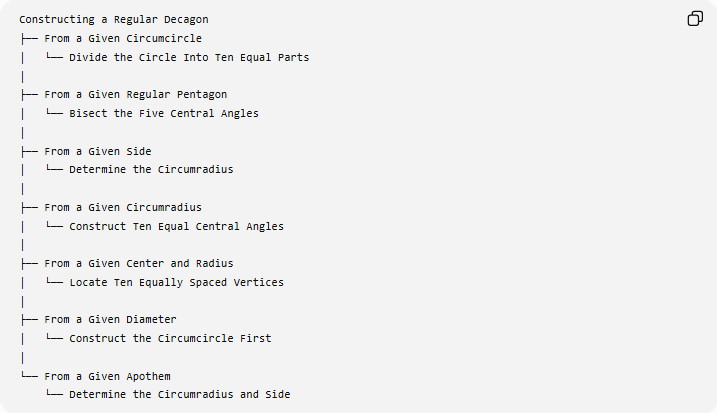 Constructing a Regular Decagon
├── From a Given Circumcircle
│   └── Divide the Circle Into Ten Equal Parts
│
├── From a Given Regular Pentagon
│   └── Bisect the Five Central Angles
│
├── From a Given Side
│   └── Determine the Circumradius
│
├── From a Given Circumradius
│   └── Construct Ten Equal Central Angles
│
├── From a Given Center and Radius
│   └── Locate Ten Equally Spaced Vertices
│
├── From a Given Diameter
│   └── Construct the Circumcircle First
│
└── From a Given Apothem
    └── Determine the Circumradius and Side